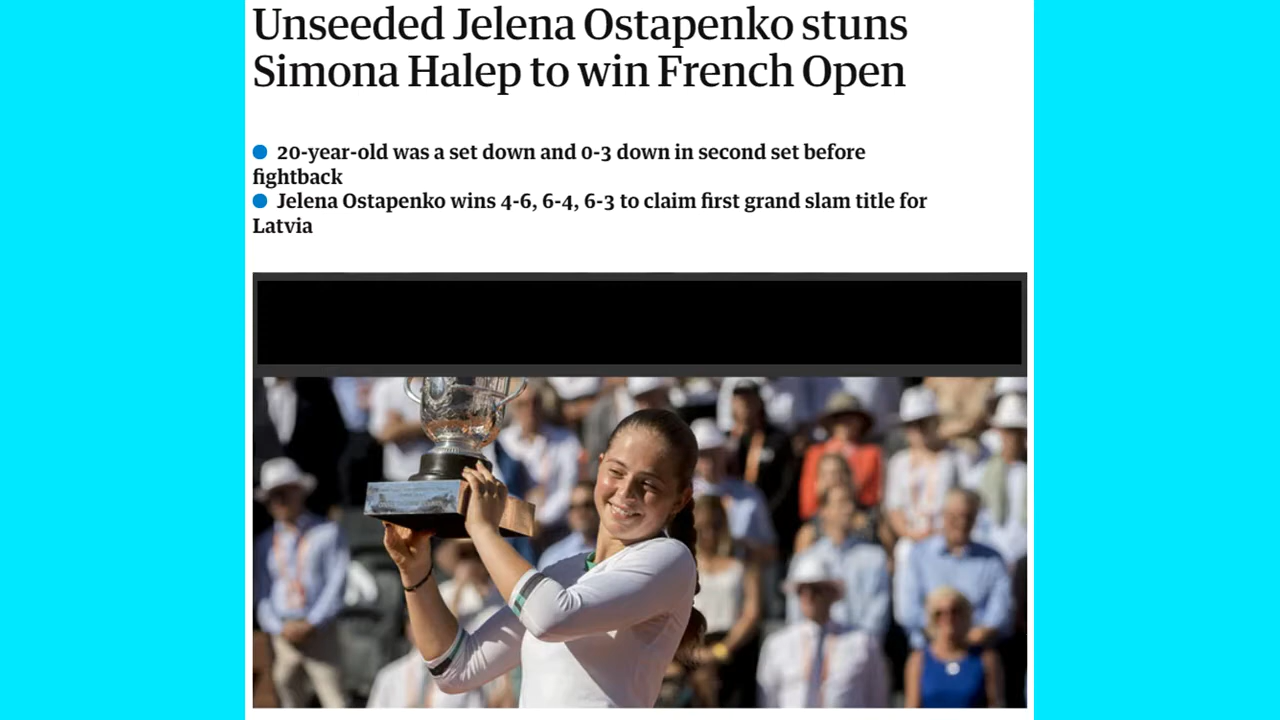 Unseeded Jelena Ostapenko stuns
Simona Halep to win French Open
20-year-old was a set down and 0-3 down in second set before
fightback
Jelena Ostapenko wins 4-6, 6-4, 6-3 to claim first grand slam title for
Latvia